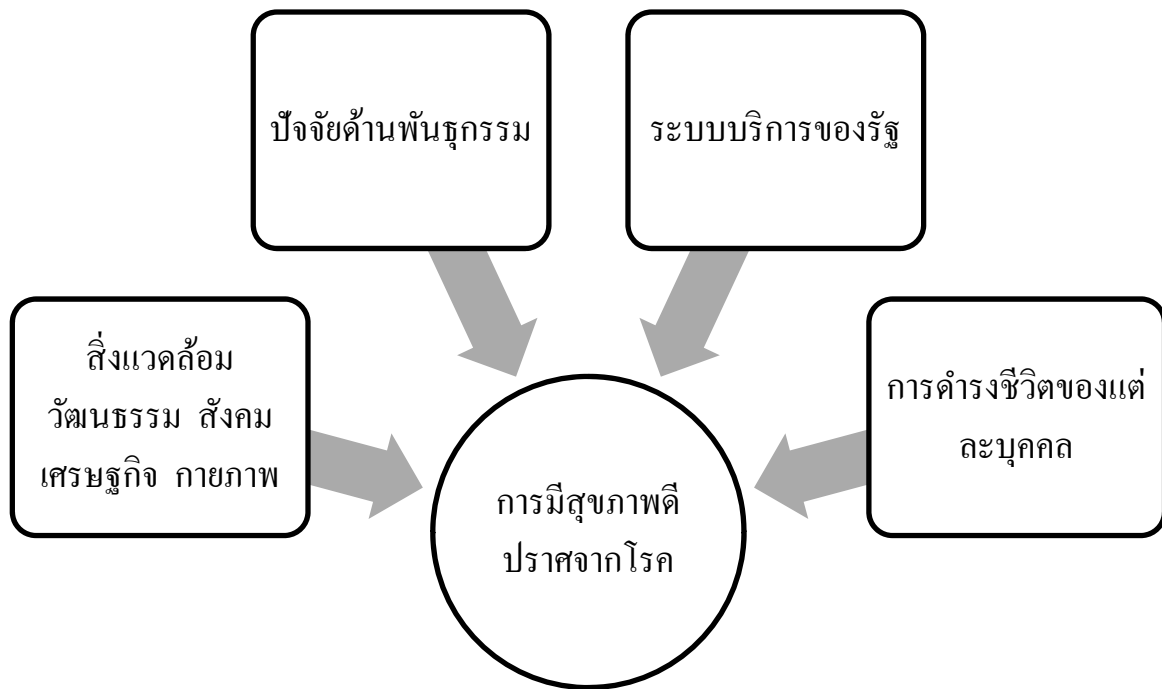 ปัจจัยด้านพันธุกรรม
ระบบบริการของรัฐ
สิ่งแวดล้อม
วัฒนธรรม สังคม
เศรษฐกิจ กายภาพ
การดำรงชีวิตของแต่
ละบุคคล
การมีสุขภาพดี
ปราศจากโรค